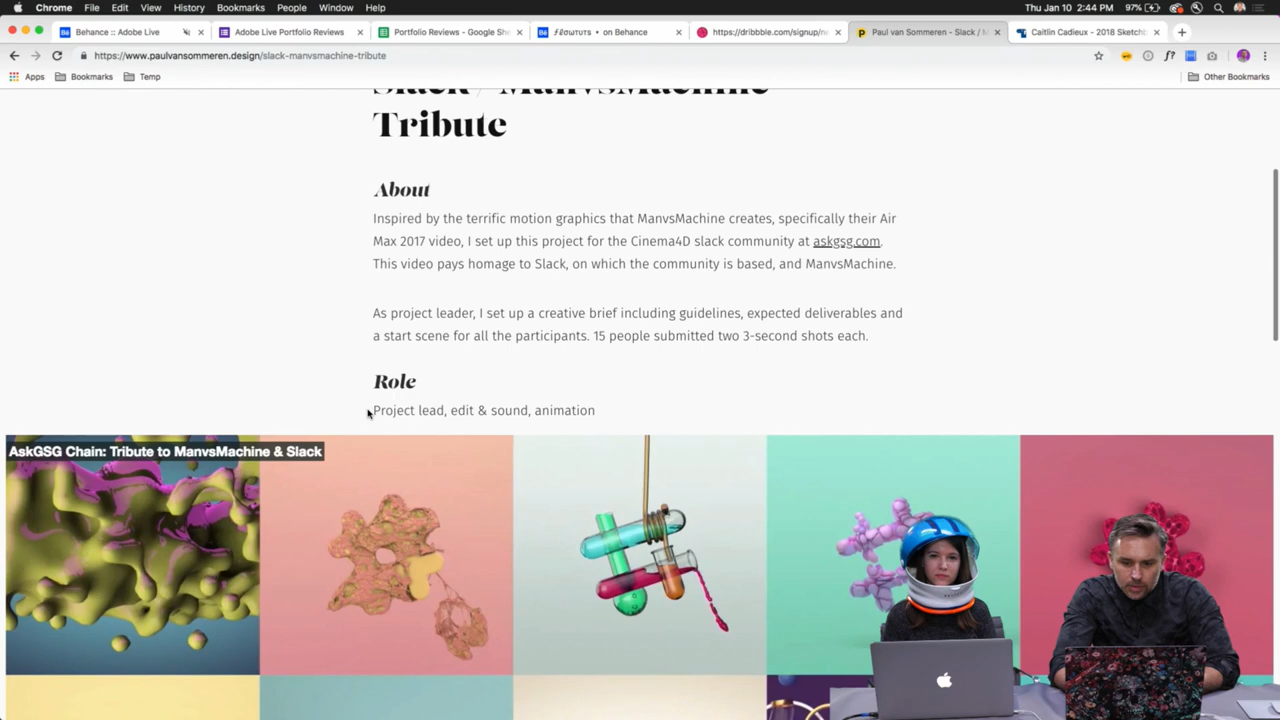 Chrome File Edit View History Bookmarks People Window Help Thu Jan 10 2:44 PM 97%
Behance :: Adobe Live Adobe Live Portfolio Reviews Portfolio Reviews - Google She on Behance https://dribbble.com/signup/ne Paul van Sommeren - Slack / M Caitlin Cadieux - 2018 Sketchb
https://www.paulvansommeren.design/slack-manvsmachine-tribute
Apps Bookmarks Temp Other Bookmarks
Slack / ManvsMachine
Tribute
About
Inspired by the terrific motion graphics that ManvsMachine creates, specifically their Air
Max 2017 video, I set up this project for the Cinema4D slack community at askgsg.com.
This video pays homage to Slack, on which the community is based, and ManvsMachine.
As project leader, I set up a creative brief including guidelines, expected deliverables and
a start scene for all the participants. 15 people submitted two 3-second shots each.
Role
Project lead, edit & sound, animation
AskGSG Chain: Tribute to ManvsMachine & Slack